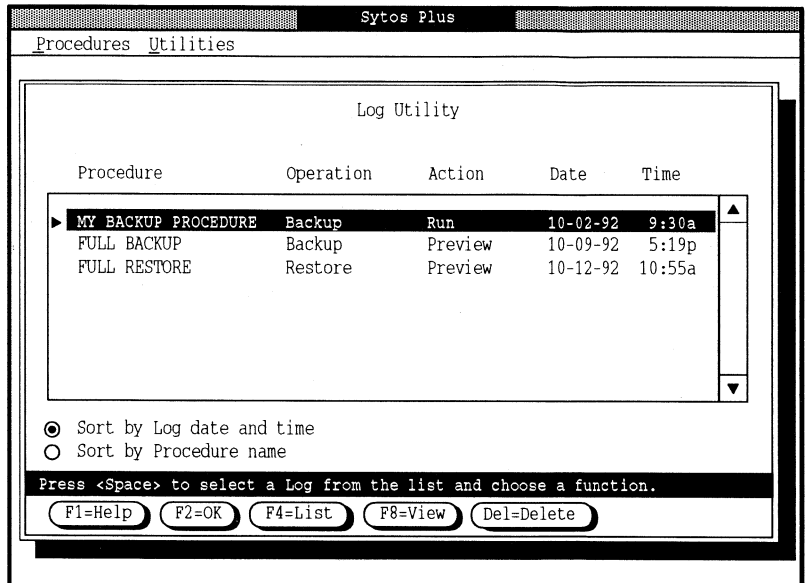 Sytos Plus
Procedures Utilities
Log Utility
Procedure Operation Action Date Time
MY BACKUP PROCEDURE Backup Run 10-02-92 9:30a
FULL BACKUP Backup Preview 10-09-92 5:19p
FULL RESTORE Restore Preview 10-12-92 10:55a
Sort by Log date and time
Sort by Procedure name
Press <Space> to select a Log from the list and choose a function.
F1=Help F2=OK F4=List F8=View Del=Delete